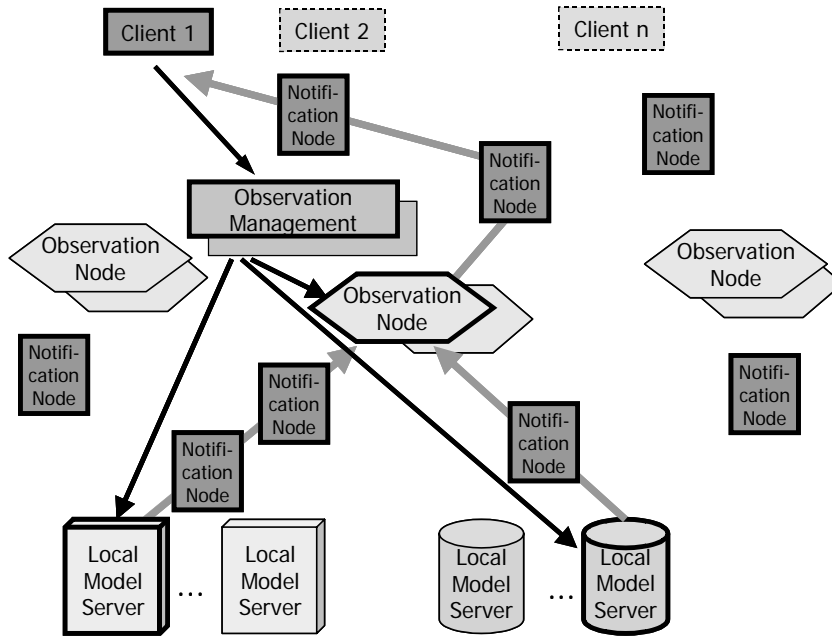 Client 1
Client 2
Client n
Notifi-
cation
Node
Notifi-
cation
Node
Notifi-
cation
Node
Observation
Management
Observation
Node
Observation
Node
Observation
Node
Notifi-
cation
Node
Notifi-
cation
Node
Notifi-
cation
Node
Notifi-
cation
Node
Notifi-
cation
Node
Local
Model
Server
...
Local
Model
Server
Local
Model
Server
...
Local
Model
Server